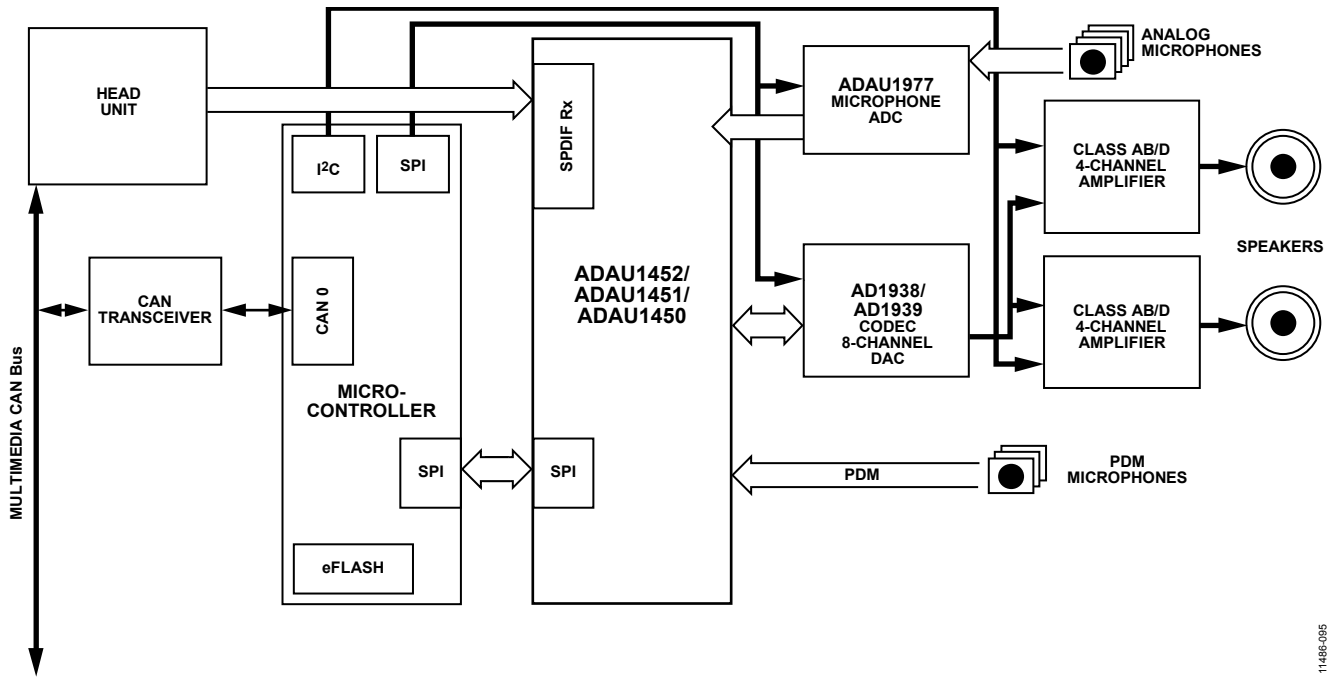 HEAD
UNIT
I²C
SPI
SPDIF Rx
ADAU1977
MICROPHONE
ADC
ANALOG
MICROPHONES
CLASS AB/D
4-CHANNEL
AMPLIFIER
SPEAKERS
CAN
TRANSCEIVER
CAN 0
MICRO-
CONTROLLER
ADAU1452/
ADAU1451/
ADAU1450
AD1938/
AD1939
CODEC
8-CHANNEL
DAC
CLASS AB/D
4-CHANNEL
AMPLIFIER
MULTIMEDIA CAN Bus
SPI
SPI
PDM
PDM
MICROPHONES
eFLASH
11486-095